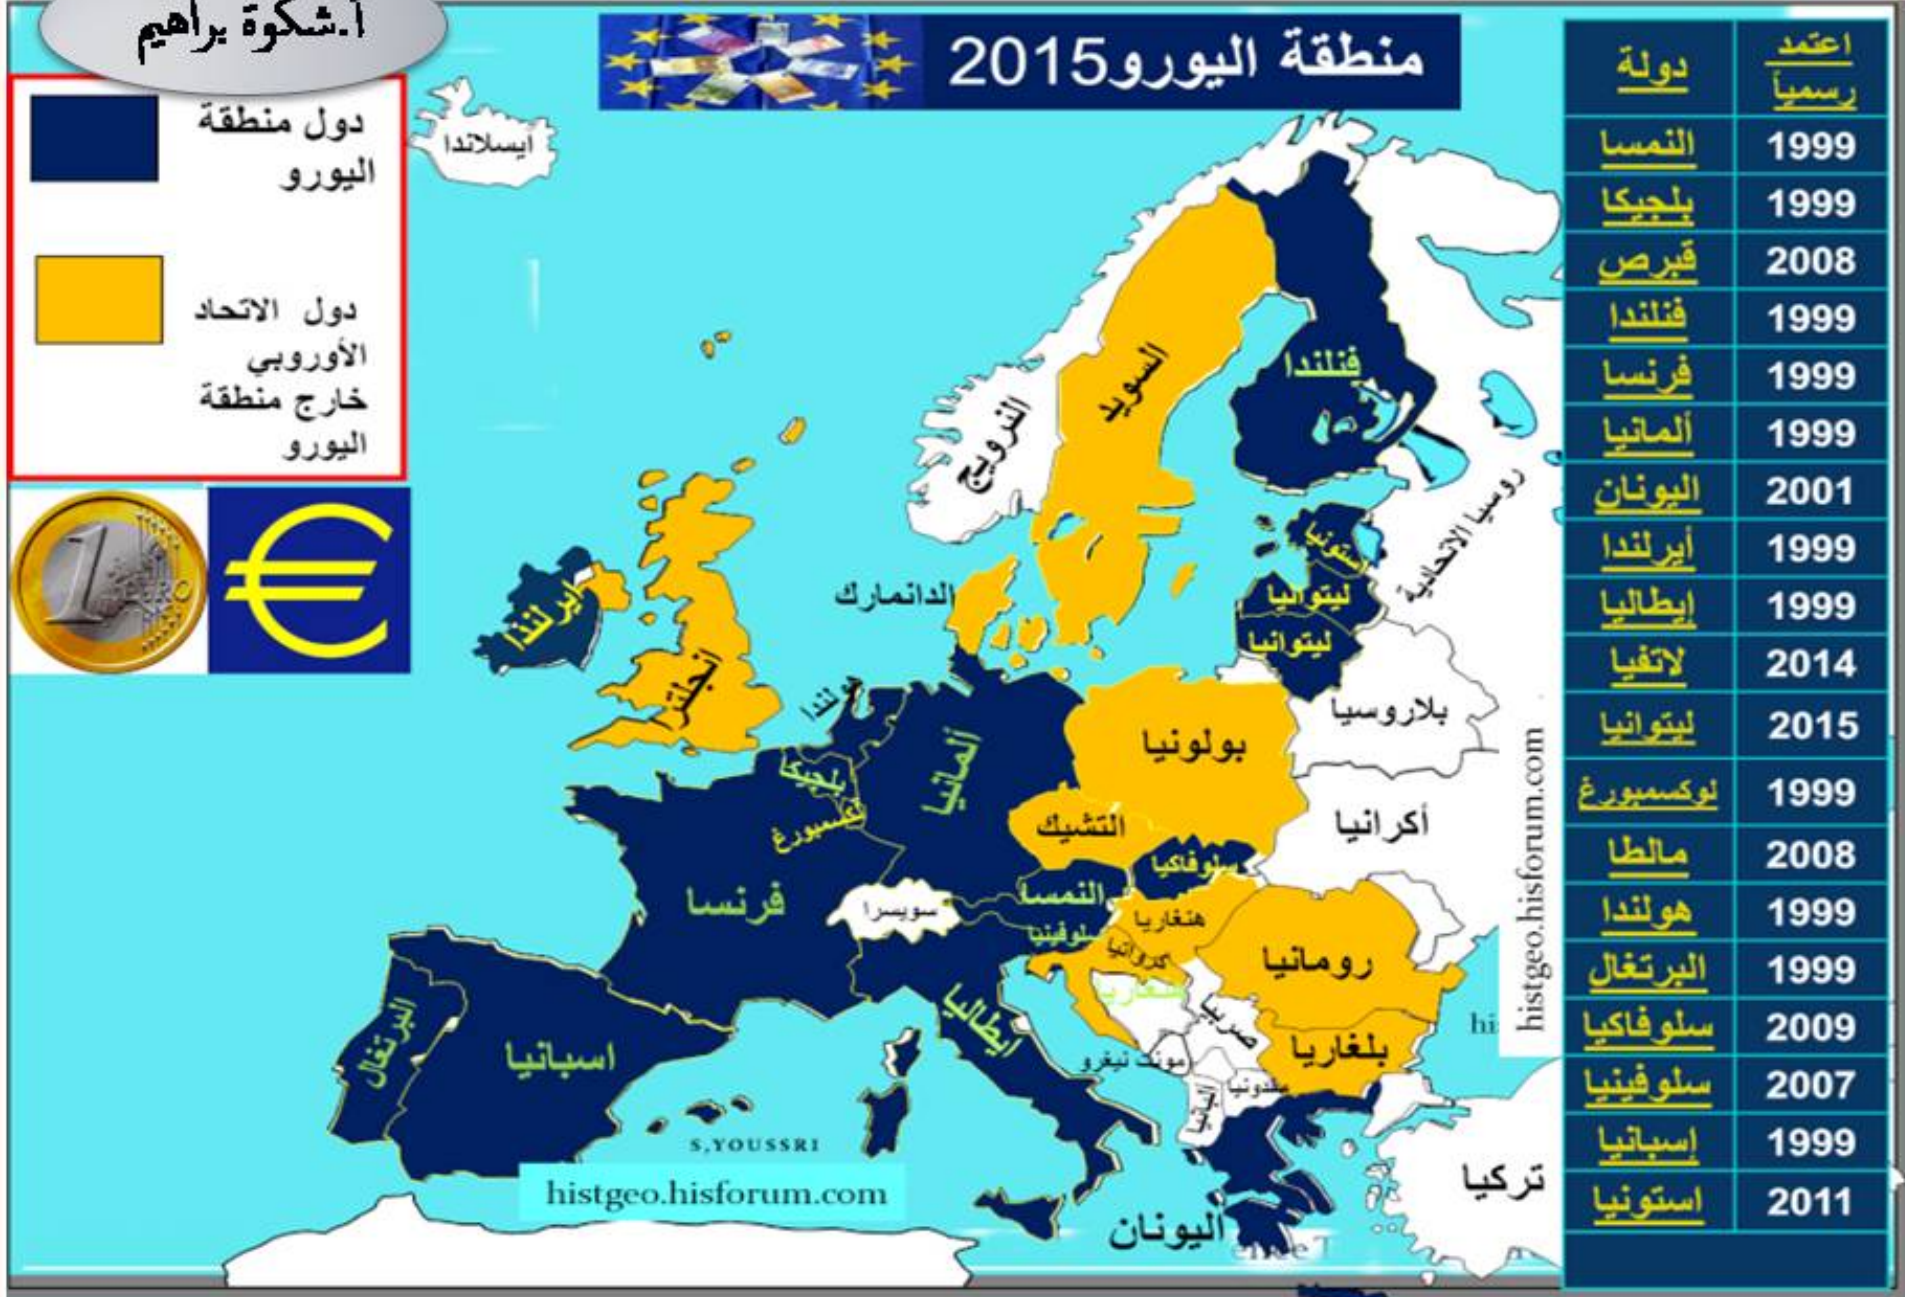 أ.شكوة براهيم
منطقة اليورو2015
دول منطقة
اليورو
دول الاتحاد
الأوروبي
خارج منطقة
اليورو
دولة
اعتمد
رسمياً
النمسا 1999
بلجيكا 1999
قبرص 2008
فنلندا 1999
فرنسا 1999
ألمانيا 1999
اليونان 2001
أيرلندا 1999
إيطاليا 1999
لاتفيا 2014
ليتوانيا 2015
لوكسمبورغ 1999
مالطا 2008
هولندا 1999
البرتغال 1999
سلوفاكيا 2009
سلوفينيا 2007
إسبانيا 1999
استونيا 2011
ايسلاندا
فنلندا
السويد
النرويج
روسيا الاتحادية
استونيا
ليتوانيا
ليتوانيا
الدانمارك
ايرلندا
انجلترا
هولندا
بلاروسيا
بولونيا
ألمانيا
بلجيكا
لكسمبورغ
التشيك
أكرانيا
سلوفاكيا
النمسا
سويسرا
فرنسا
هنغاريا
سلوفينيا
كرواتيا
رومانيا
صربيا
بلغاريا
مونت نيغرو
البانيا
ايطاليا
اسبانيا
البرتغال
تركيا
اليونان
1
EURO
€
S,YOUSSRI
histgeo.hisforum.com
histgeo.hisforum.com
hi